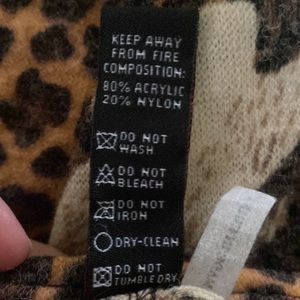 KEEP AWAY
FROM FIRE
COMPOSITION:
80% ACRYLIC
20% NYLON
DO NOT
WASH
DO NOT
BLEACH
DO NOT
IRON
DRY-CLEAN
DO NOT
TUMBLE DRY